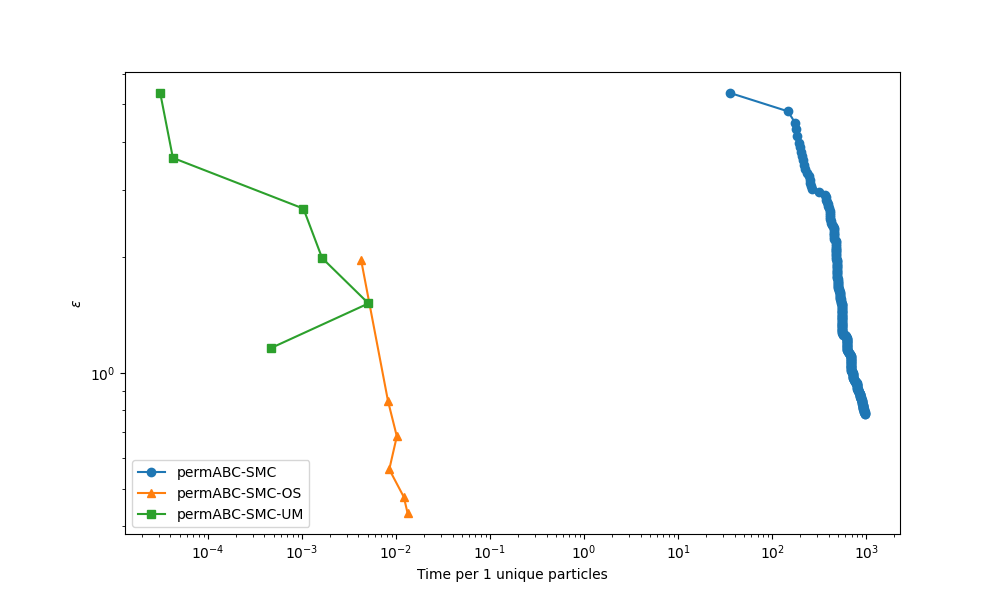 ε
10⁰
10⁻⁴
10⁻³
10⁻²
10⁻¹
10⁰
10¹
10²
10³
Time per 1 unique particles
permABC-SMC
permABC-SMC-OS
permABC-SMC-UM